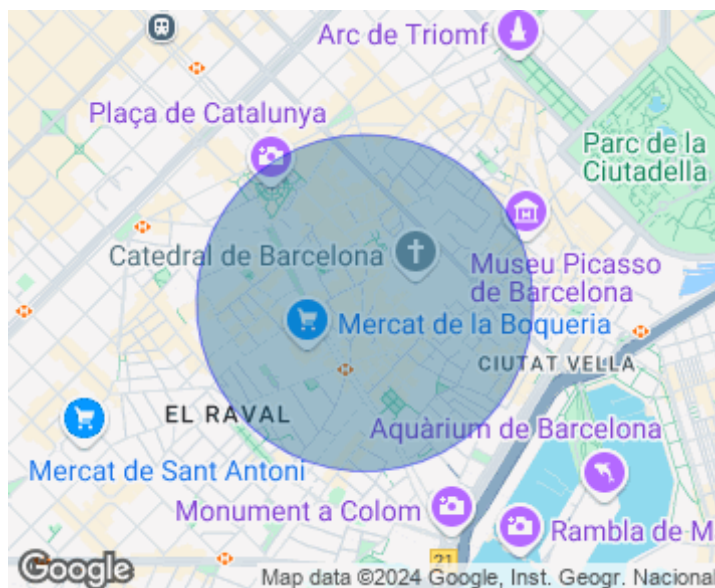 Arc de Triomf
Plaça de Catalunya
Parc de la
Ciutadella
Catedral de Barcelona
Museu Picasso
de Barcelona
Mercat de la Boqueria
CIUTAT VELLA
EL RAVAL
Aquàrium de Barcelona
Mercat de Sant Antoni
Monument a Colom
Rambla de M
21
Google
Map data ©2024 Google, Inst. Geogr. Nacional